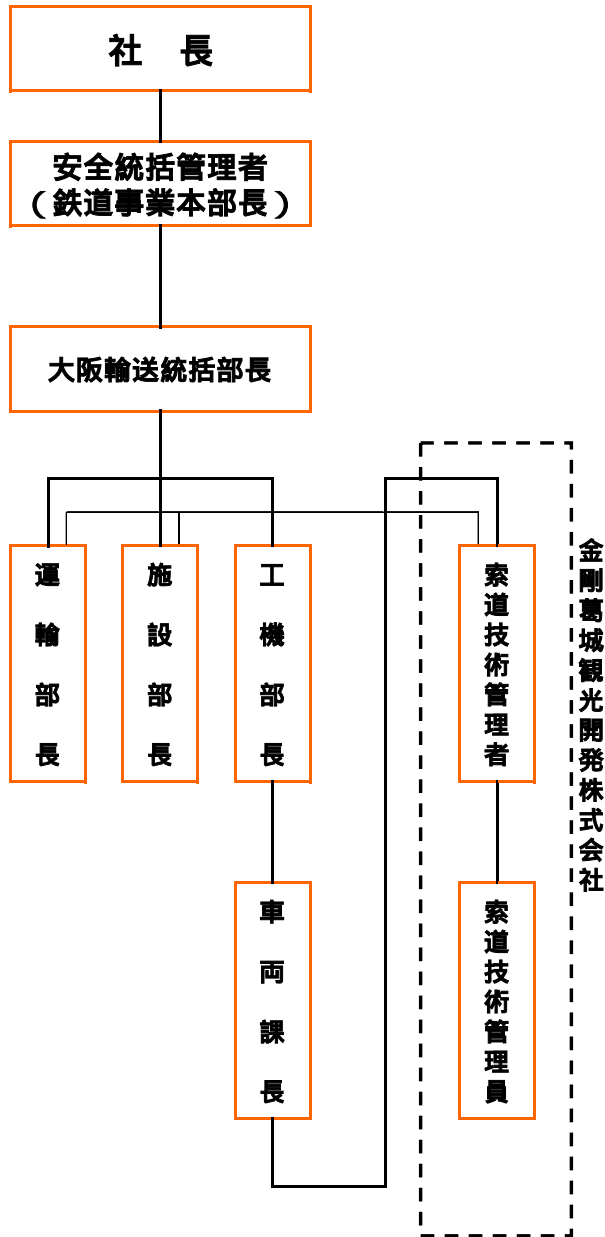 社　長
安全統括管理者
（鉄道事業本部長）
大阪輸送統括部長
運輸部長
施設部長
工機部長
索道技術管理者
金剛葛城観光開発株式会社
車両課長
索道技術管理員